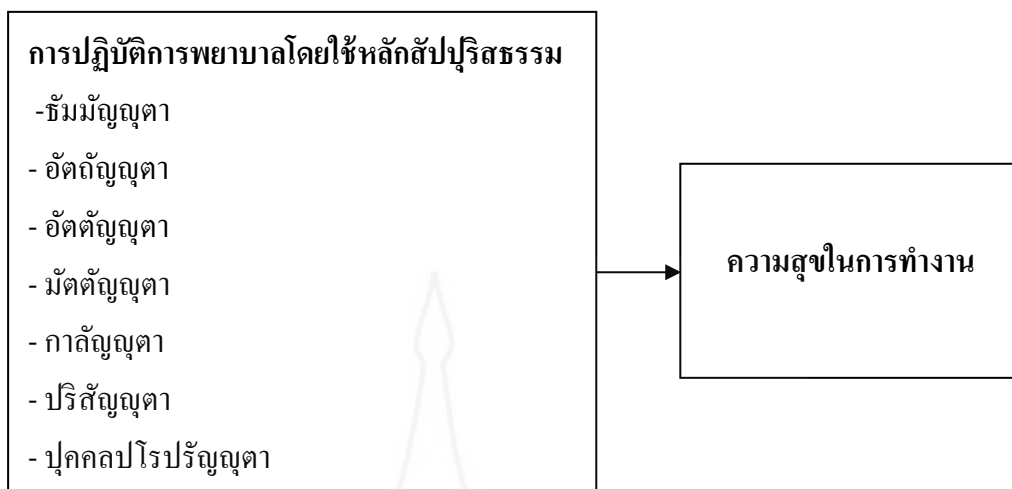 การปฏิบัติการพยาบาลโดยใช้หลักสัปปุริสธรรม
-ธัมมัญญุตา
- อัตถัญญุตา
- อัตตัญญุตา
- มัตตัญญุตา
- กาลัญญุตา
- ปริสัญญุตา
- ปุคคลปโรปรัญญุตา
ความสุขในการทำงาน